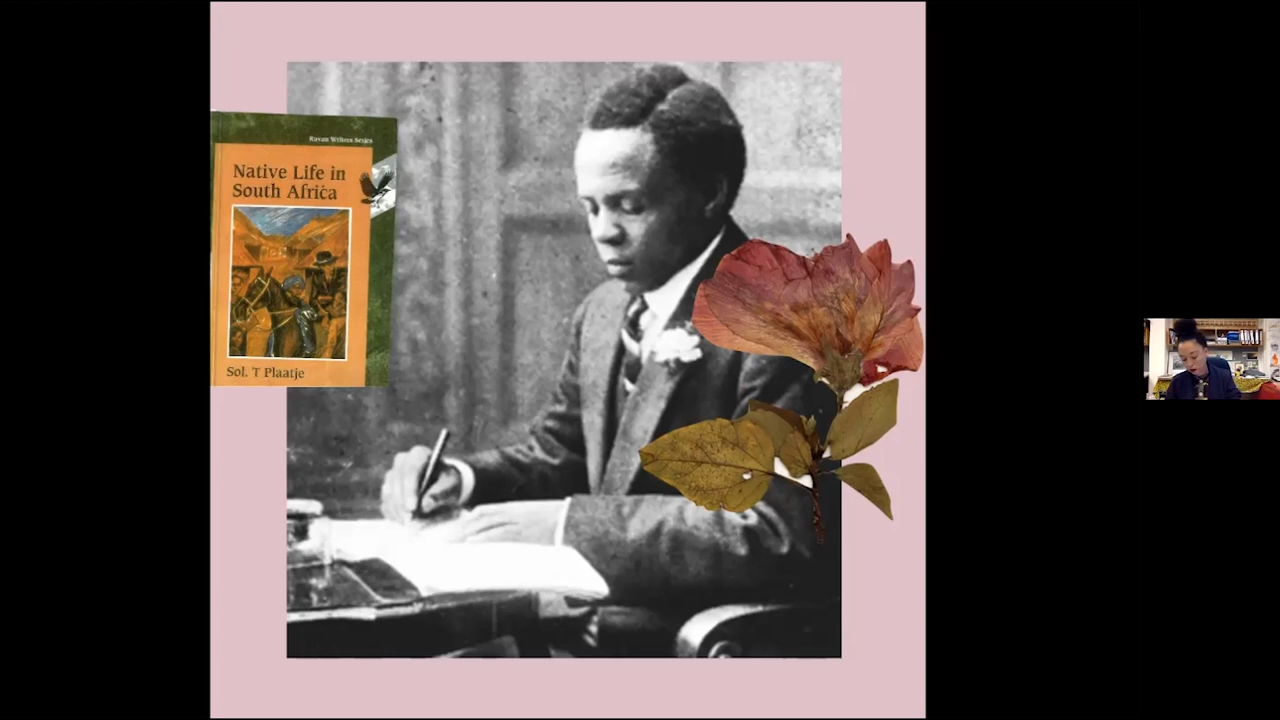 Ravan Writers Series
Native Life in
South Africa
Sol. T Plaatje